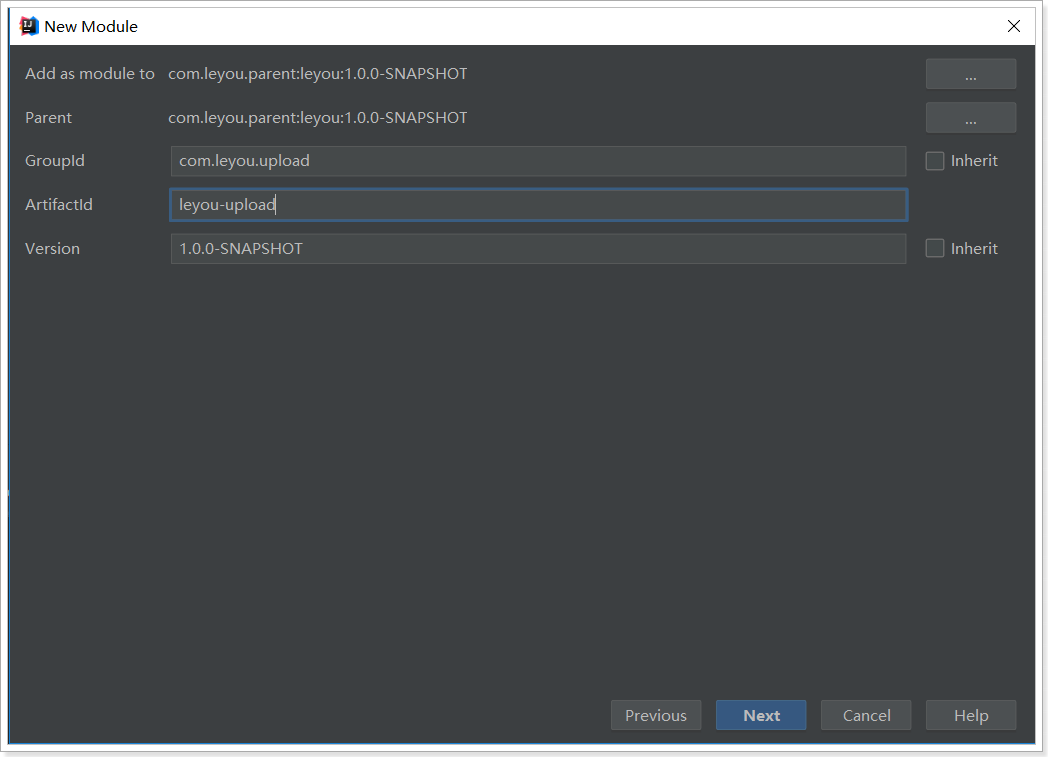 New Module
Add as module to com.leyou.parent:leyou:1.0.0-SNAPSHOT ...
Parent com.leyou.parent:leyou:1.0.0-SNAPSHOT ...
GroupId com.leyou.upload Inherit
ArtifactId leyou-upload
Version 1.0.0-SNAPSHOT Inherit
Previous Next Cancel Help